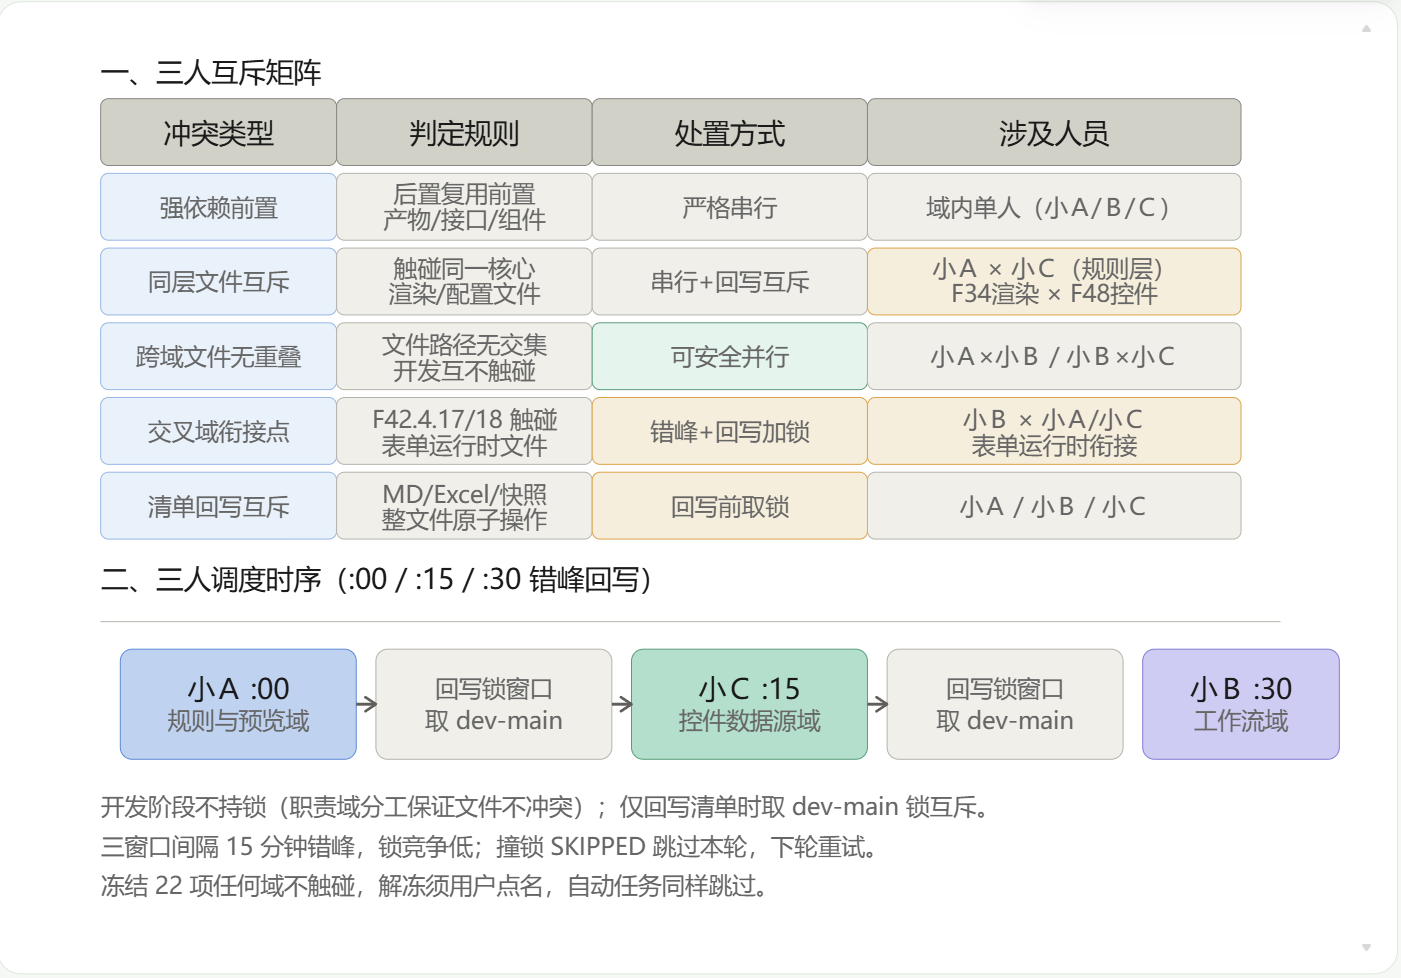 一、三人互斥矩阵
冲突类型 判定规则 处置方式 涉及人员
强依赖前置
后置复用前置
产物/接口/组件
严格串行
域内单人（小A/B/C）
同层文件互斥
触碰同一核心
渲染/配置文件
串行+回写互斥
小A × 小C（规则层）
F34渲染 × F48控件
跨域文件无重叠
文件路径无交集
开发互不触碰
可安全并行
小A×小B / 小B×小C
交叉域衔接点
F42.4.17/18 触碰
表单运行时文件
错峰+回写加锁
小B × 小A/小C
表单运行时衔接
清单回写互斥
MD/Excel/快照
整文件原子操作
回写前取锁
小A / 小B / 小C
二、三人调度时序（:00 / :15 / :30 错峰回写）
小A :00
规则与预览域
回写锁窗口
取 dev-main
小C :15
控件数据源域
回写锁窗口
取 dev-main
小B :30
工作流域
开发阶段不持锁（职责域分工保证文件不冲突）；仅回写清单时取 dev-main 锁互斥。
三窗口间隔 15 分钟错峰，锁竞争低；撞锁 SKIPPED 跳过本轮，下轮重试。
冻结 22 项任何域不触碰，解冻须用户点名，自动任务同样跳过。